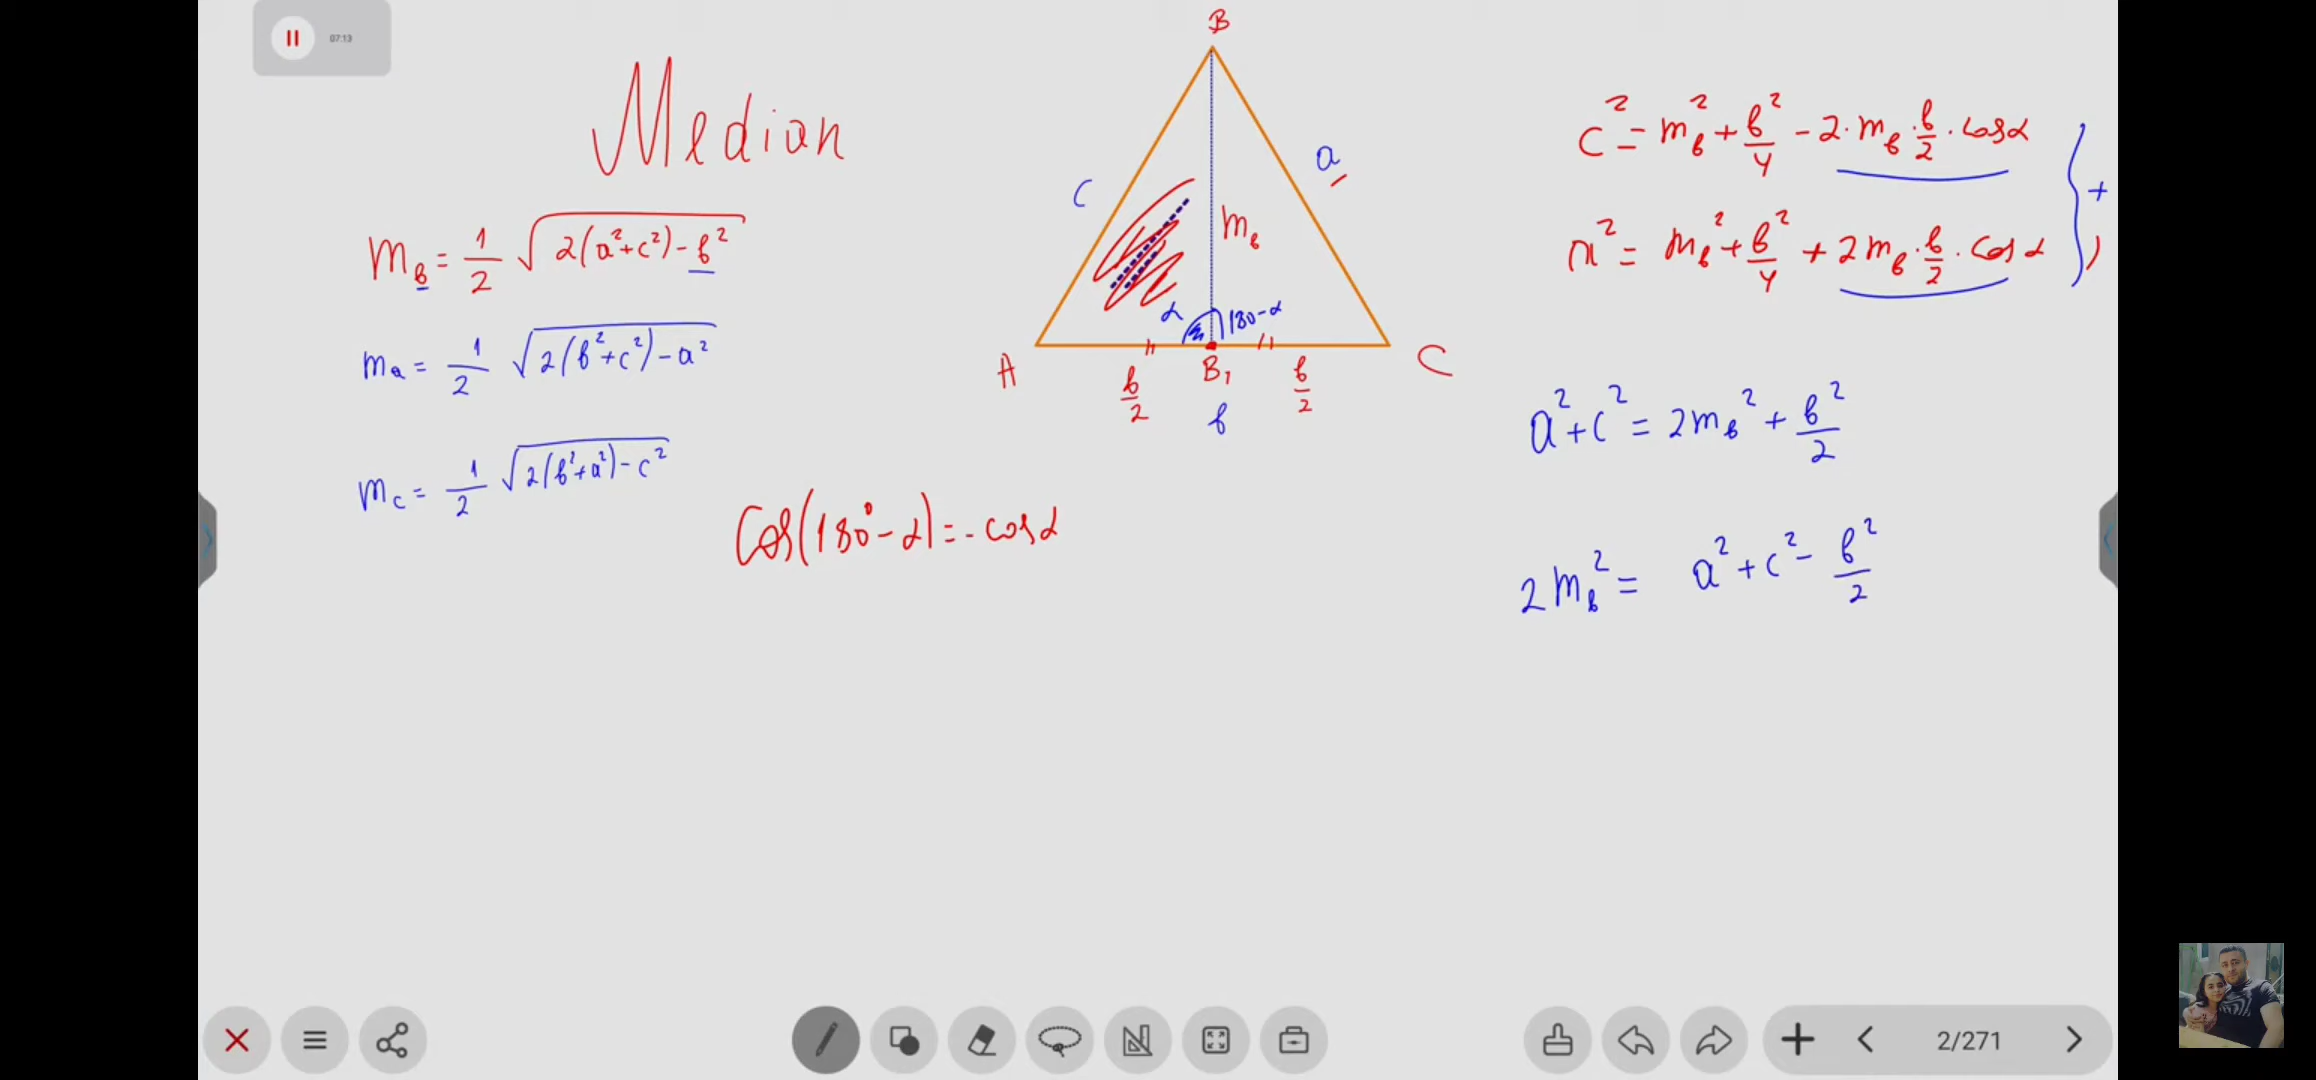 07:13
Median
m_b = 1/2 √(2(a²+c²)-b²)
m_a = 1/2 √(2(b²+c²)-a²)
m_c = 1/2 √(2(b²+a²)-c²)
Cos(180°-α)=-cosα
B
c
a
m_b
α
180-α
A
B₁
C
b/2
b/2
b
c² = m_b² + b²/4 - 2·m_b·b/2·cosα
a² = m_b² + b²/4 + 2m_b·b/2·cosα
+
a²+c² = 2m_b² + b²/2
2m_b² = a²+c² - b²/2
2/271